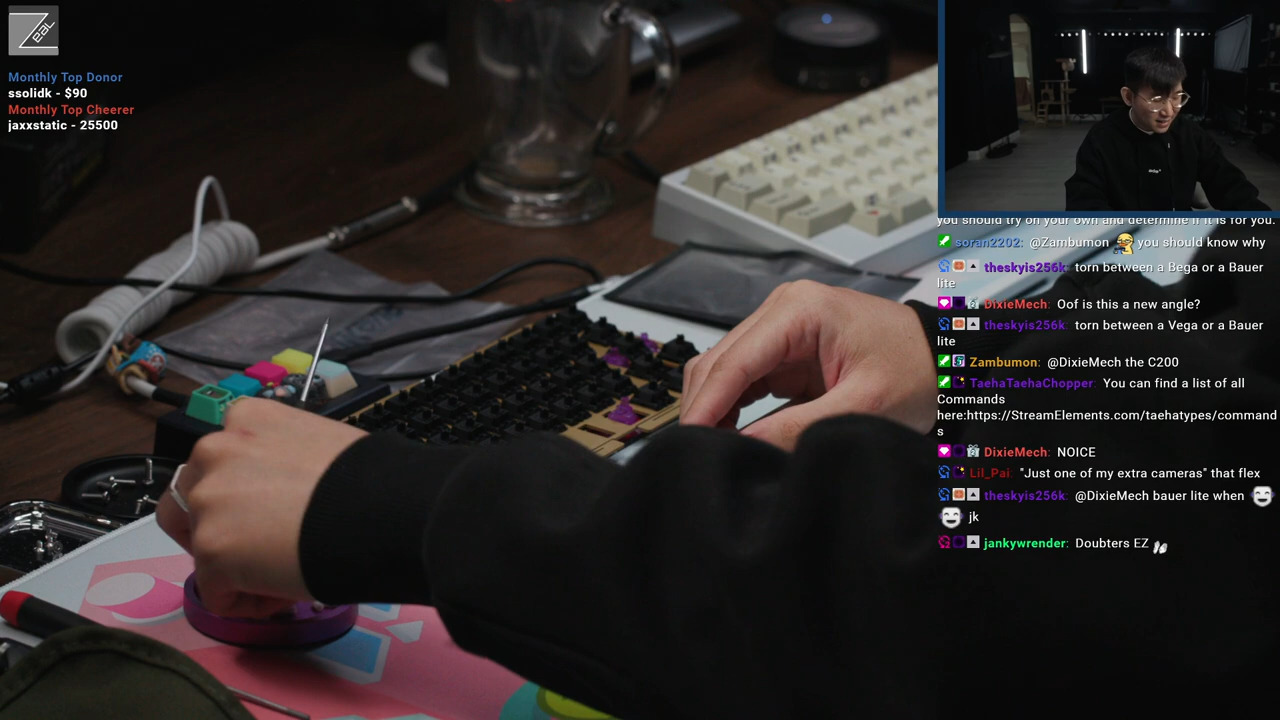 Zeal
Monthly Top Donor
ssolidk - $90
Monthly Top Cheerer
jaxxstatic - 25500
you should try on your own and determine if it is for you.
soran2202: @Zambumon you should know why
theskyis256k: torn between a Bega or a Bauer
lite
DixieMech: Oof is this a new angle?
theskyis256k: torn between a Vega or a Bauer
lite
Zambumon: @DixieMech the C200
TaehaTaehaChopper: You can find a list of all
Commands
here:https://StreamElements.com/taehatypes/command
s
DixieMech: NOICE
Lil_Pai: "Just one of my extra cameras" that flex
theskyis256k: @DixieMech bauer lite when
jk
jankywrender: Doubters EZ